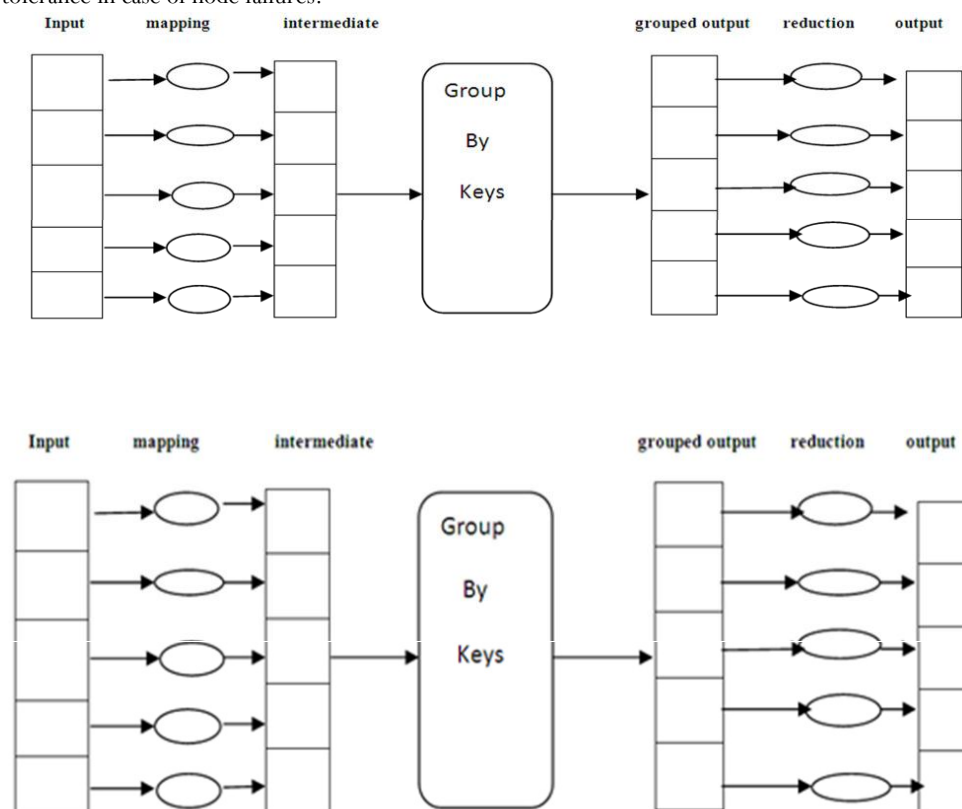 tolerance in case of node failures.
Input mapping intermediate grouped output reduction output
Group
By
Keys
Input mapping intermediate grouped output reduction output
Group
By
Keys